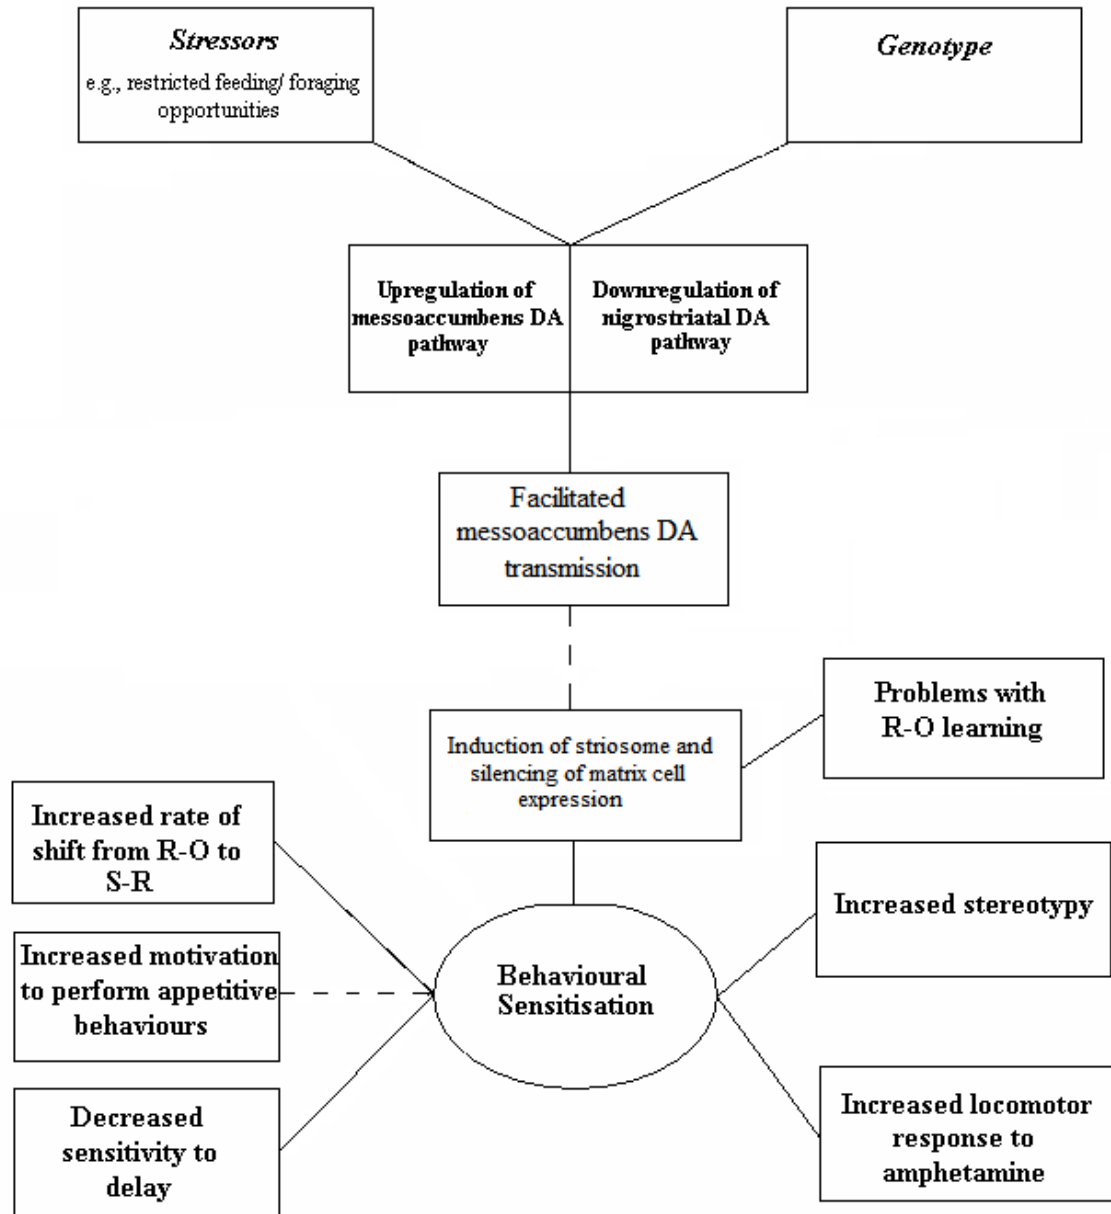 Stressors
e.g., restricted feeding/ foraging
opportunities
Genotype
Upregulation of
messoaccumbens DA
pathway
Downregulation of
nigrostriatal DA
pathway
Facilitated
messoaccumbens DA
transmission
Induction of striosome and
silencing of matrix cell
expression
Problems with
R-O learning
Increased rate of
shift from R-O to
S-R
Increased motivation
to perform appetitive
behaviours
Decreased
sensitivity to
delay
Behavioural
Sensitisation
Increased stereotypy
Increased locomotor
response to
amphetamine